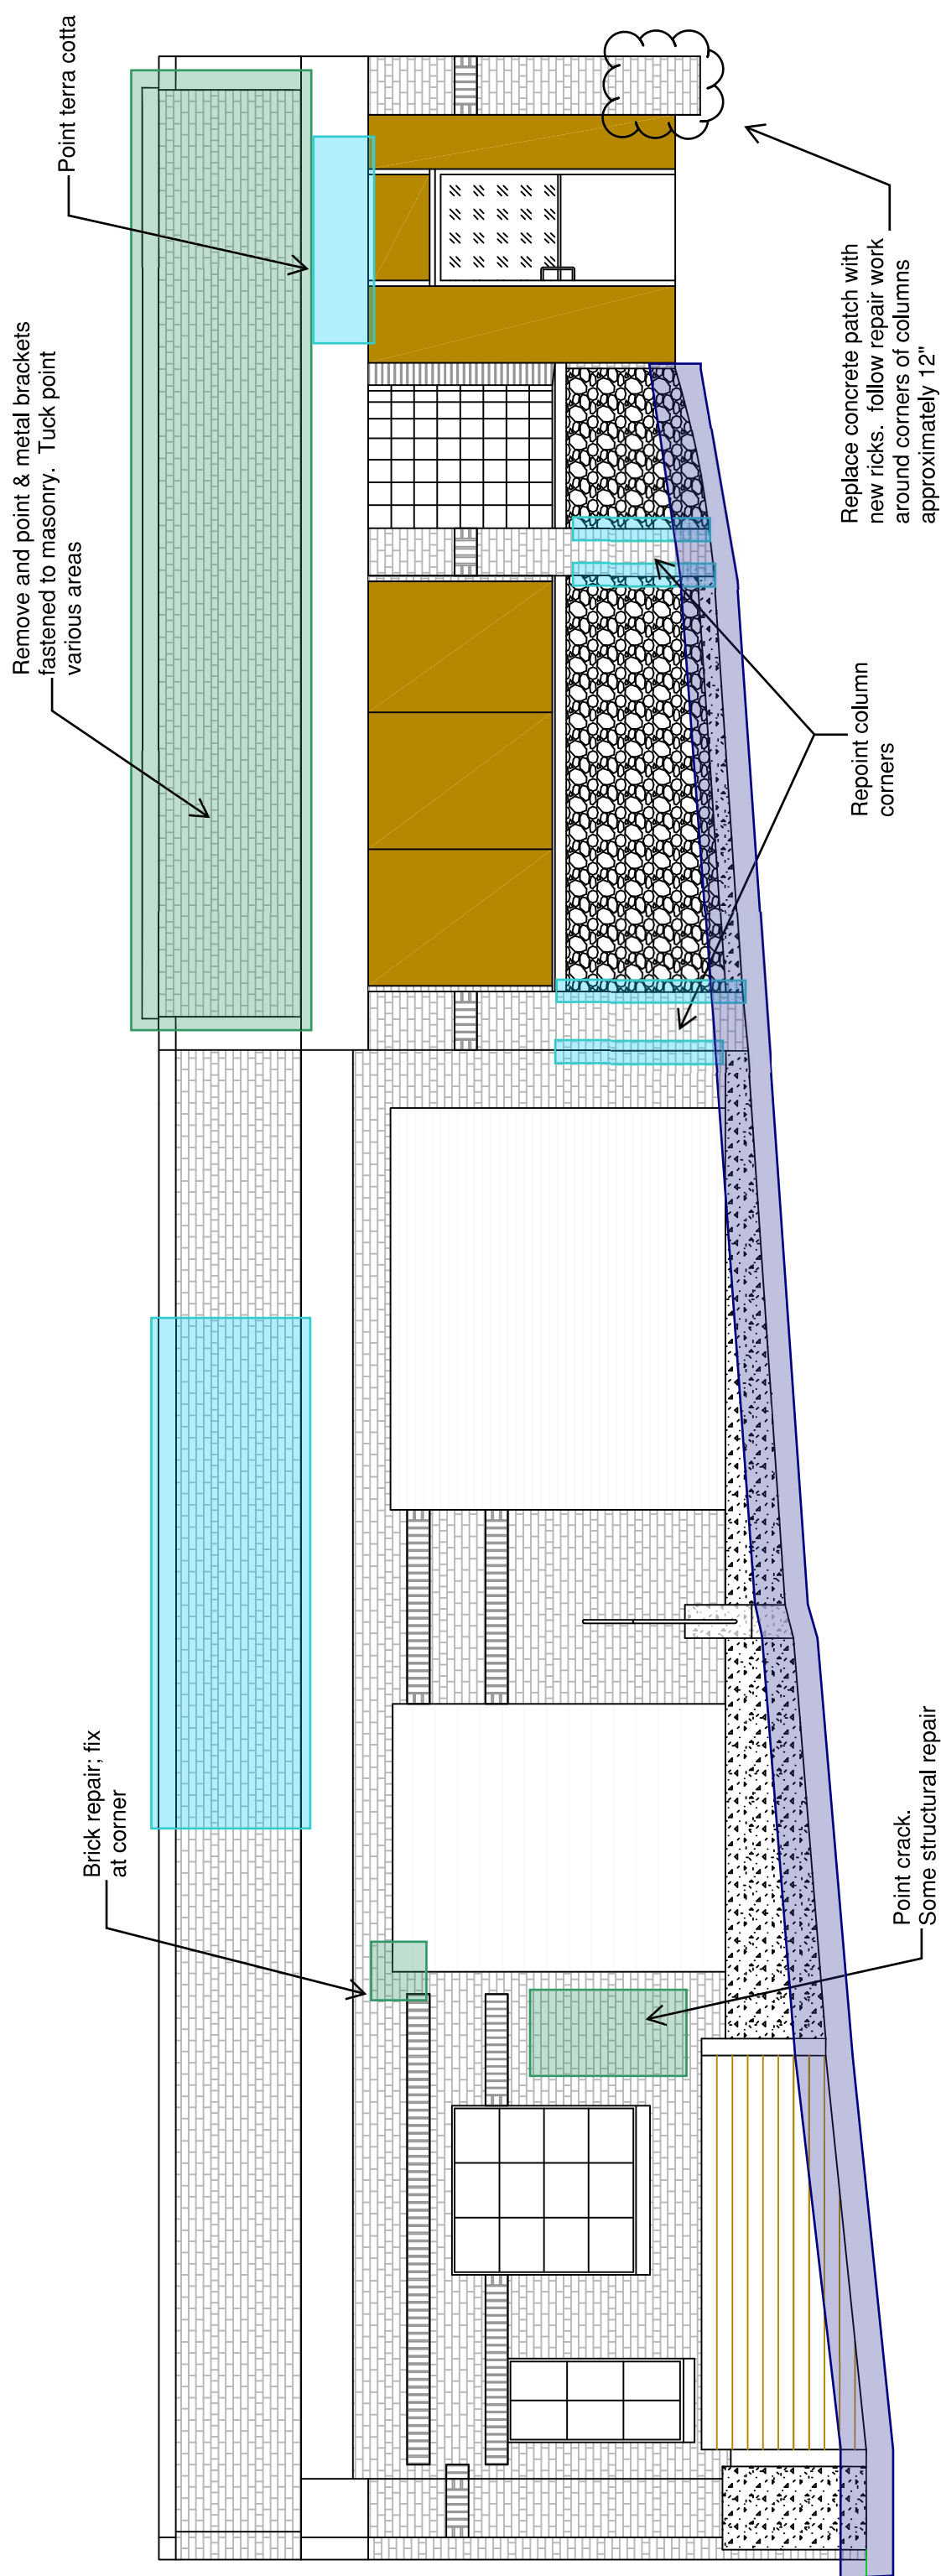 Brick repair; fix
at corner
Remove and point & metal brackets
fastened to masonry. Tuck point
various areas
Point terra cotta
Point crack.
Some structural repair
Repoint column
corners
Replace concrete patch with
new ricks. follow repair work
around corners of columns
approximately 12"